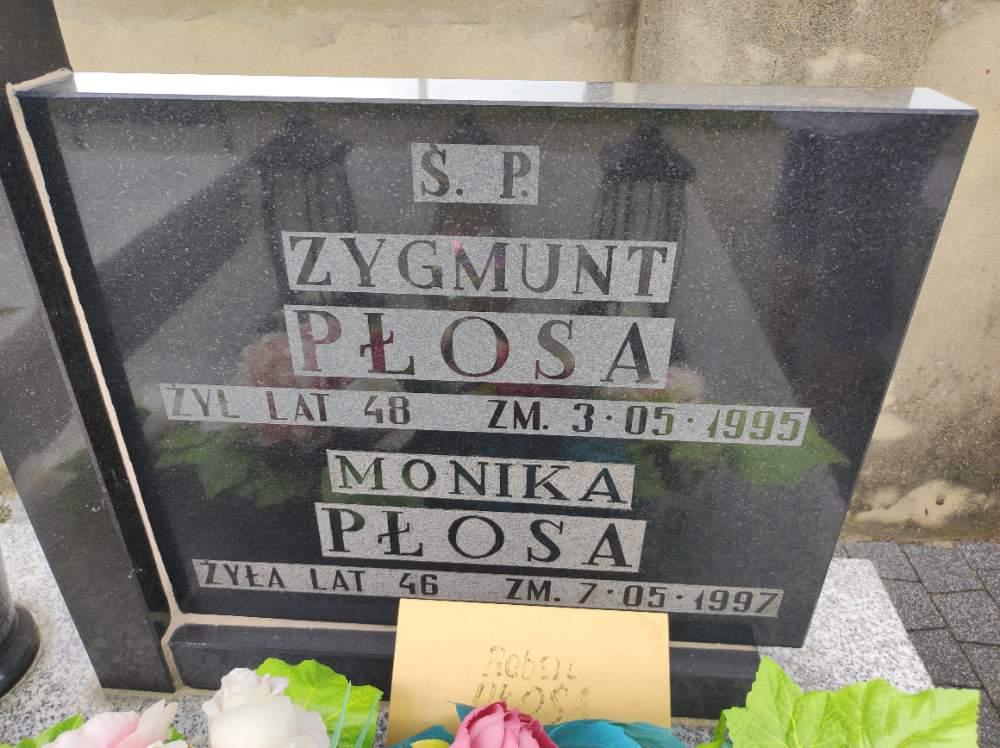 Ś. P.
ZYGMUNT
PŁOSA
ŻYŁ LAT 48 ZM. 3·05·1995
MONIKA
PŁOSA
ŻYŁA LAT 46 ZM. 7·05·1997
Robert
PŁOSA